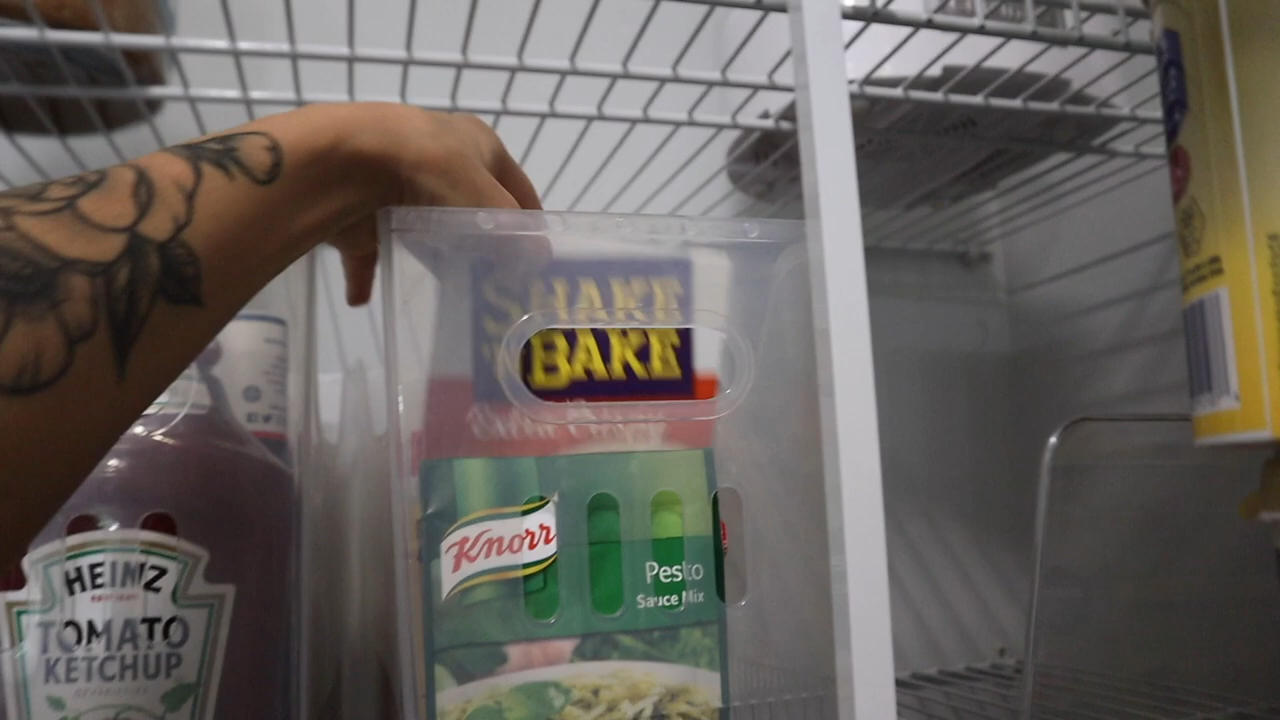 SHAKE
'N BAKE
Knorr
Pesto
Sauce Mix
HEINZ
TOMATO
KETCHUP